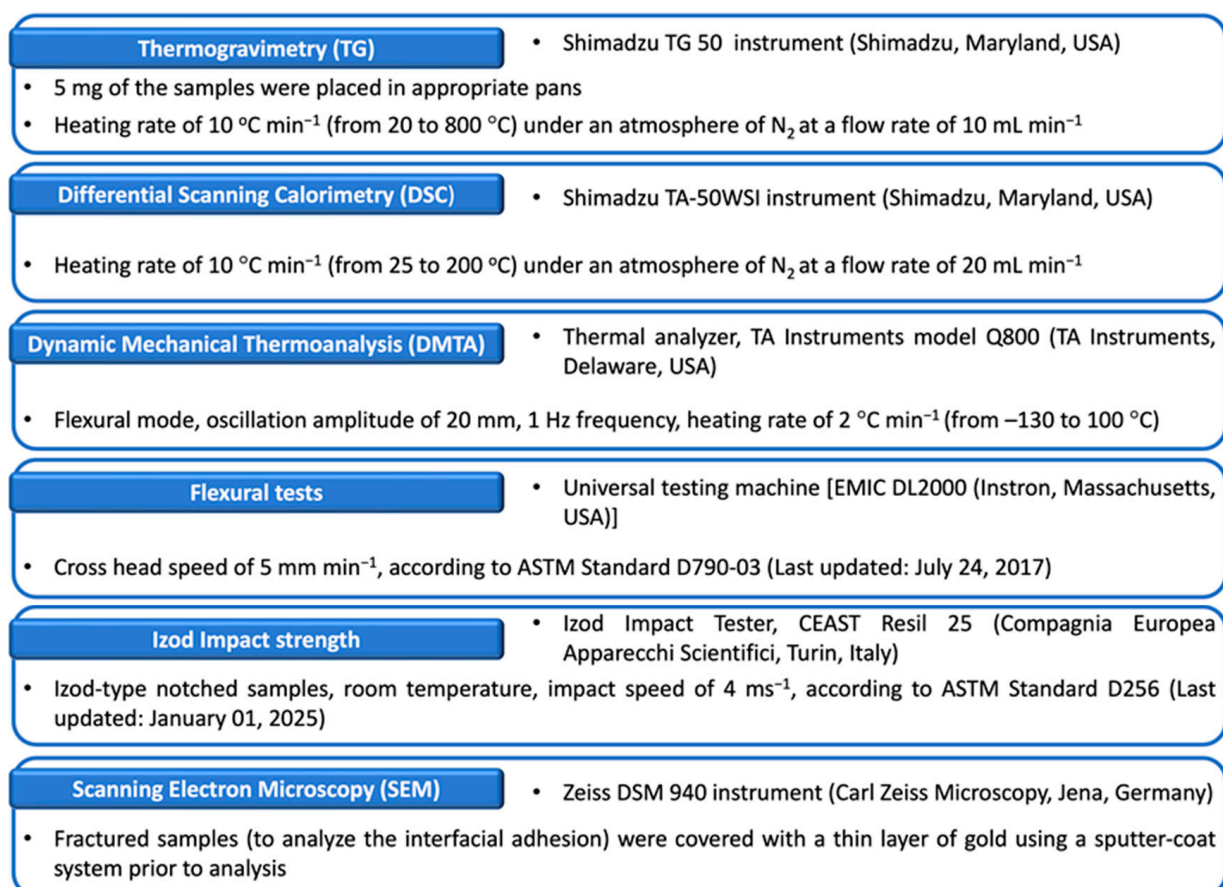 Thermogravimetry (TG)
• Shimadzu TG 50 instrument (Shimadzu, Maryland, USA)
• 5 mg of the samples were placed in appropriate pans
• Heating rate of 10 ºC min⁻¹ (from 20 to 800 °C) under an atmosphere of N₂ at a flow rate of 10 mL min⁻¹
Differential Scanning Calorimetry (DSC)
• Shimadzu TA-50WSI instrument (Shimadzu, Maryland, USA)
• Heating rate of 10 °C min⁻¹ (from 25 to 200 ºC) under an atmosphere of N₂ at a flow rate of 20 mL min⁻¹
Dynamic Mechanical Thermoanalysis (DMTA)
• Thermal analyzer, TA Instruments model Q800 (TA Instruments,
Delaware, USA)
• Flexural mode, oscillation amplitude of 20 mm, 1 Hz frequency, heating rate of 2 °C min⁻¹ (from –130 to 100 °C)
Flexural tests
• Universal testing machine [EMIC DL2000 (Instron, Massachusetts,
USA)]
• Cross head speed of 5 mm min⁻¹, according to ASTM Standard D790-03 (Last updated: July 24, 2017)
Izod Impact strength
• Izod Impact Tester, CEAST Resil 25 (Compagnia Europea
Apparecchi Scientifici, Turin, Italy)
• Izod-type notched samples, room temperature, impact speed of 4 ms⁻¹, according to ASTM Standard D256 (Last
updated: January 01, 2025)
Scanning Electron Microscopy (SEM)
• Zeiss DSM 940 instrument (Carl Zeiss Microscopy, Jena, Germany)
• Fractured samples (to analyze the interfacial adhesion) were covered with a thin layer of gold using a sputter-coat
system prior to analysis